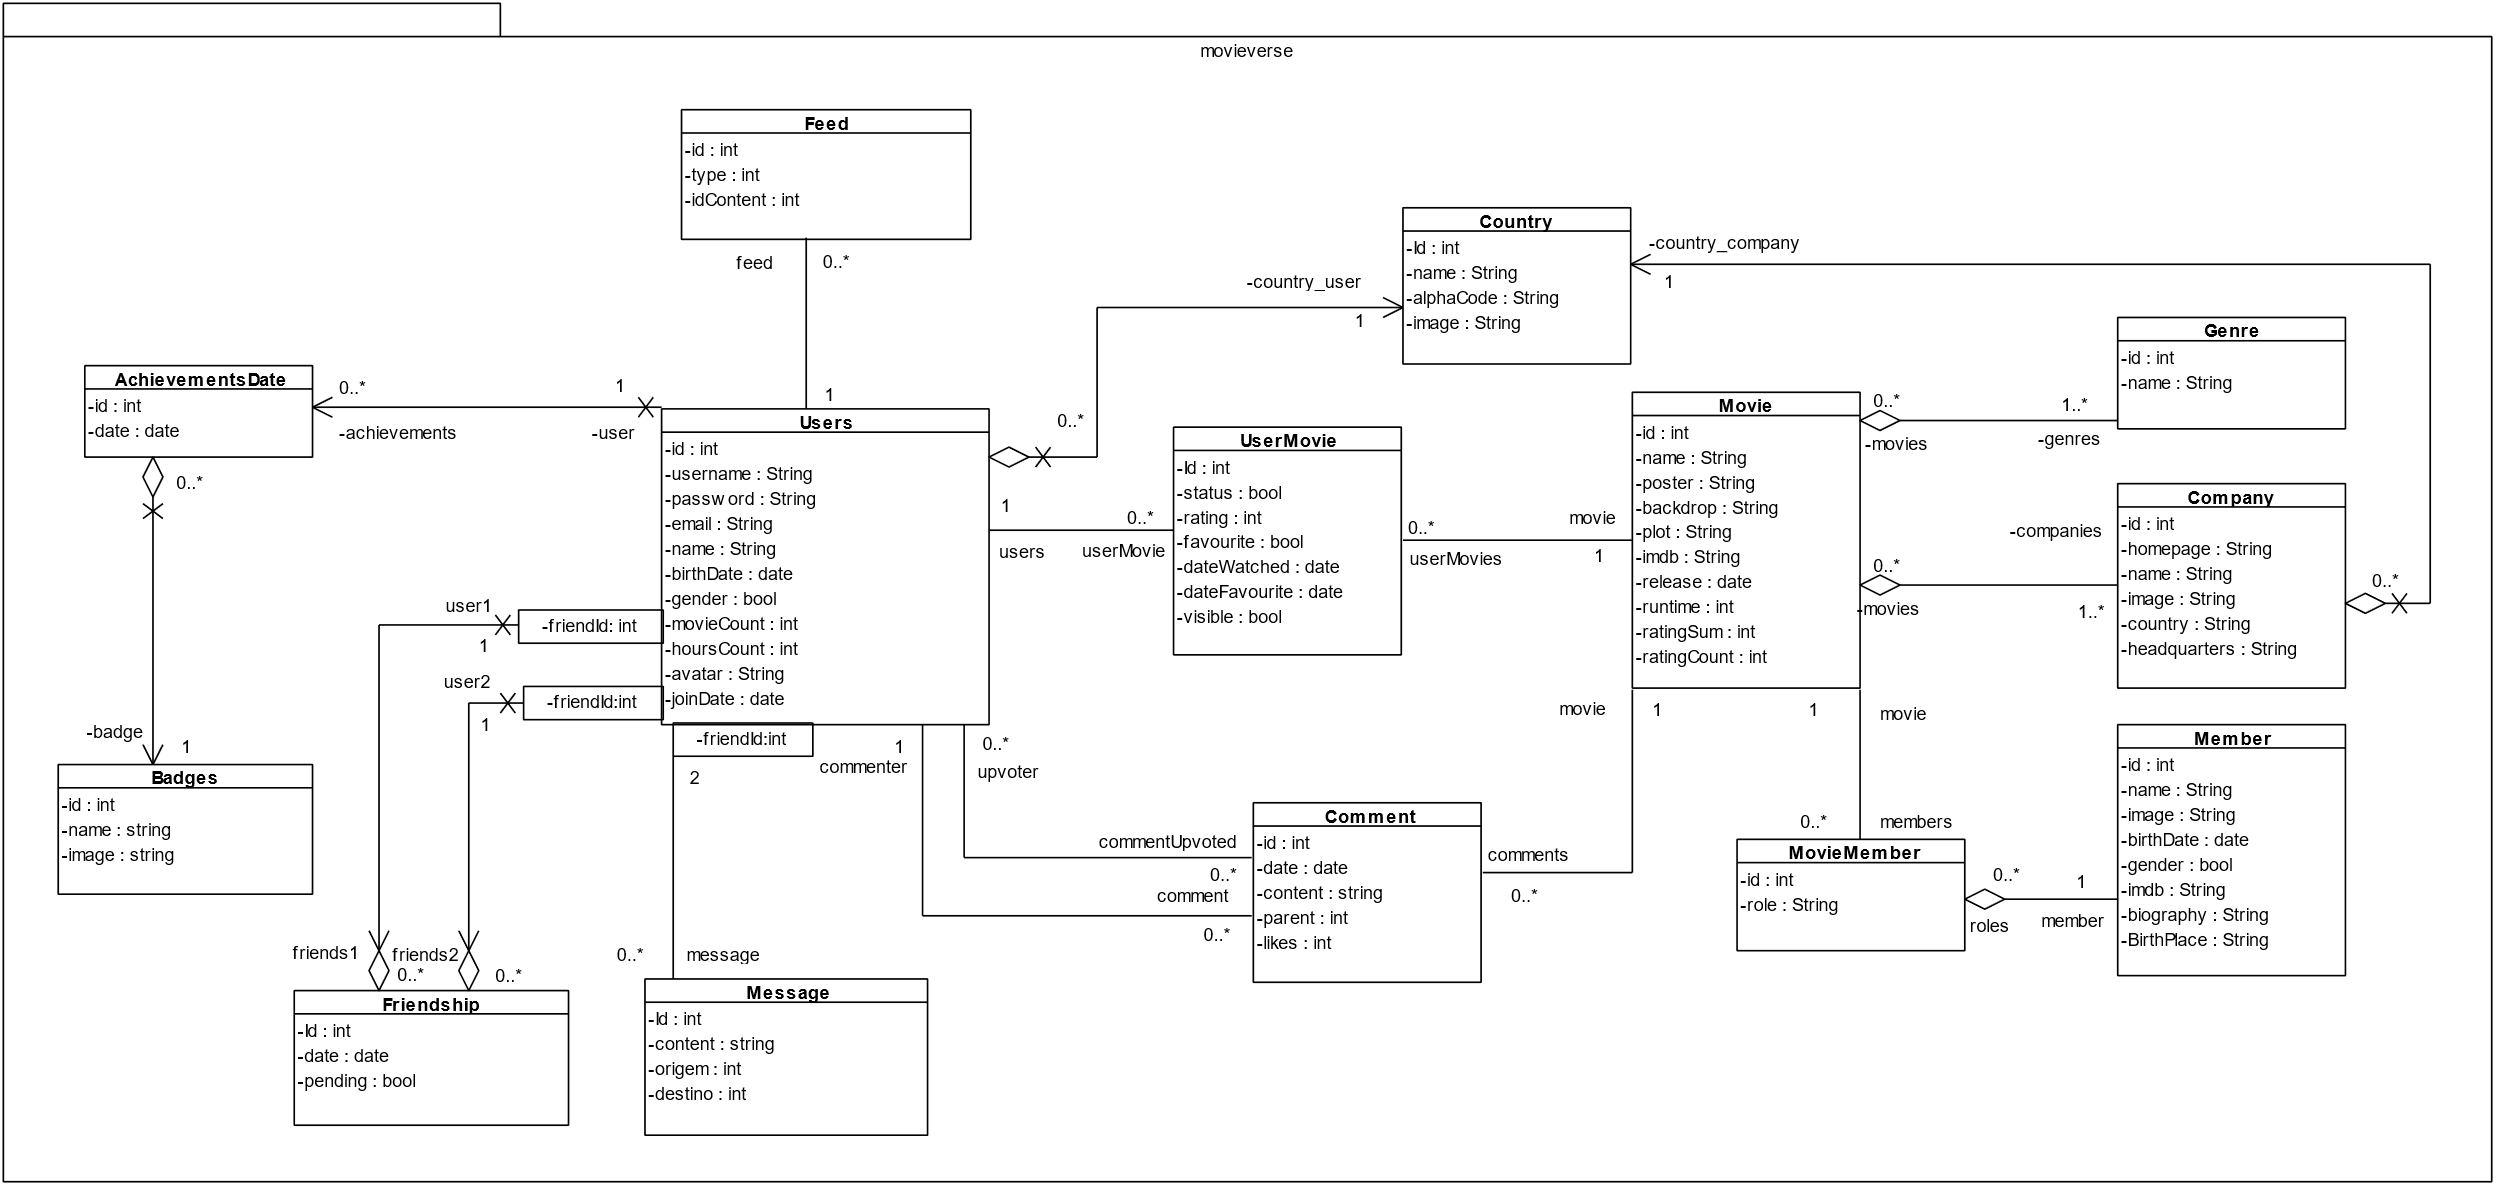 movieverse
Feed
-id : int
-type : int
-idContent : int
feed
0..*
1
Country
-Id : int
-name : String
-alphaCode : String
-image : String
-country_user
1
0..*
-country_company
1
0..*
Genre
-id : int
-name : String
0..*
1..*
-movies
-genres
AchievementsDate
-id : int
-date : date
0..*
1
-achievements
-user
0..*
-badge
1
Badges
-id : int
-name : string
-image : string
Users
-id : int
-username : String
-password : String
-email : String
-name : String
-birthDate : date
-gender : bool
-movieCount : int
-hoursCount : int
-avatar : String
-joinDate : date
user1
1
-friendId: int
user2
1
-friendId:int
-friendId:int
2
1
users
0..*
userMovie
UserMovie
-Id : int
-status : bool
-rating : int
-favourite : bool
-dateWatched : date
-dateFavourite : date
-visible : bool
0..*
userMovies
movie
1
Movie
-id : int
-name : String
-poster : String
-backdrop : String
-plot : String
-imdb : String
-release : date
-runtime : int
-ratingSum : int
-ratingCount : int
Company
-id : int
-homepage : String
-name : String
-image : String
-country : String
-headquarters : String
-companies
0..*
-movies
1..*
1
commenter
0..*
upvoter
commentUpvoted
0..*
comment
0..*
Comment
-id : int
-date : date
-content : string
-parent : int
-likes : int
comments
0..*
movie
1
1
movie
0..*
members
MovieMember
-id : int
-role : String
0..*
1
roles
member
Member
-id : int
-name : String
-image : String
-birthDate : date
-gender : bool
-imdb : String
-biography : String
-BirthPlace : String
friends1
0..*
friends2
0..*
Friendship
-Id : int
-date : date
-pending : bool
0..*
message
Message
-Id : int
-content : string
-origem : int
-destino : int